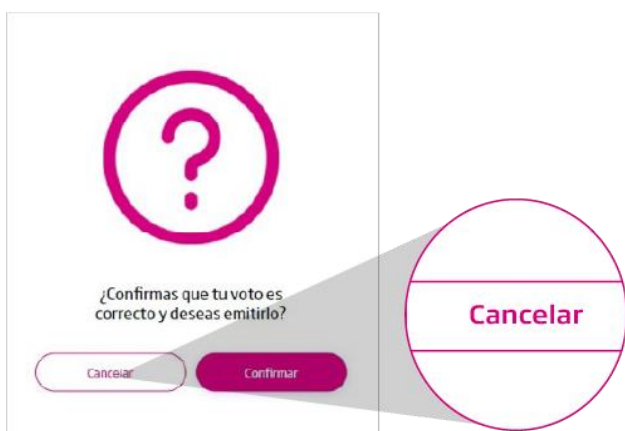 ?
¿Confirmas que tu voto es
correcto y deseas emitirlo?
Cancelar
Confirmar
Cancelar